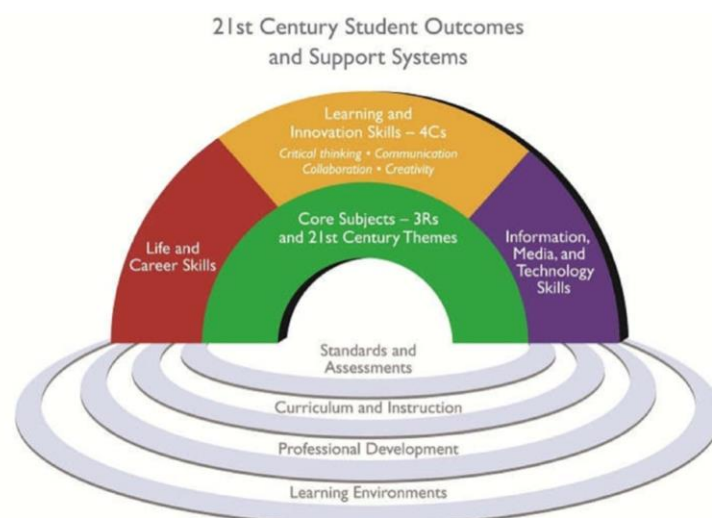 21st Century Student Outcomes
and Support Systems
Learning and
Innovation Skills – 4Cs
Critical thinking • Communication
Collaboration • Creativity
Core Subjects – 3Rs
and 21st Century Themes
Life and
Career Skills
Information,
Media, and
Technology
Skills
Standards and
Assessments
Curriculum and Instruction
Professional Development
Learning Environments